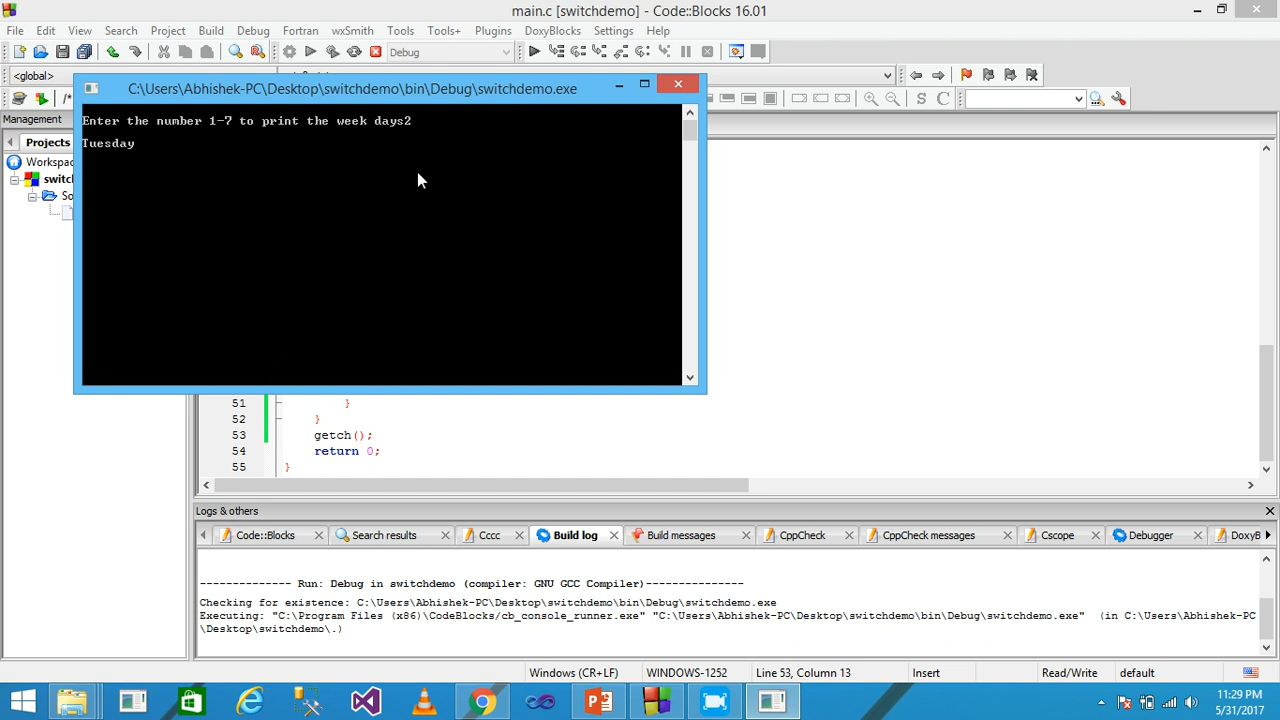 main.c [switchdemo] - Code::Blocks 16.01
File Edit View Search Project Build Debug Fortran wxSmith Tools Tools+ Plugins DoxyBlocks Settings Help
Debug
<global>
/*
S C
C:\Users\Abhishek-PC\Desktop\switchdemo\bin\Debug\switchdemo.exe
Enter the number 1-7 to print the week days2
Tuesday
Management
Projects
Workspac
switch
So
51 }
52 }
53 getch();
54 return 0;
55 }
Logs & others
Code::Blocks Search results Cccc Build log Build messages CppCheck CppCheck messages Cscope Debugger DoxyB
-------------- Run: Debug in switchdemo (compiler: GNU GCC Compiler)---------------
Checking for existence: C:\Users\Abhishek-PC\Desktop\switchdemo\bin\Debug\switchdemo.exe
Executing: "C:\Program Files (x86)\CodeBlocks/cb_console_runner.exe" "C:\Users\Abhishek-PC\Desktop\switchdemo\bin\Debug\switchdemo.exe"  (in C:\Users\Abhishek-PC
\Desktop\switchdemo\.)
Windows (CR+LF) WINDOWS-1252 Line 53, Column 13 Insert Read/Write default
11:29 PM
5/31/2017